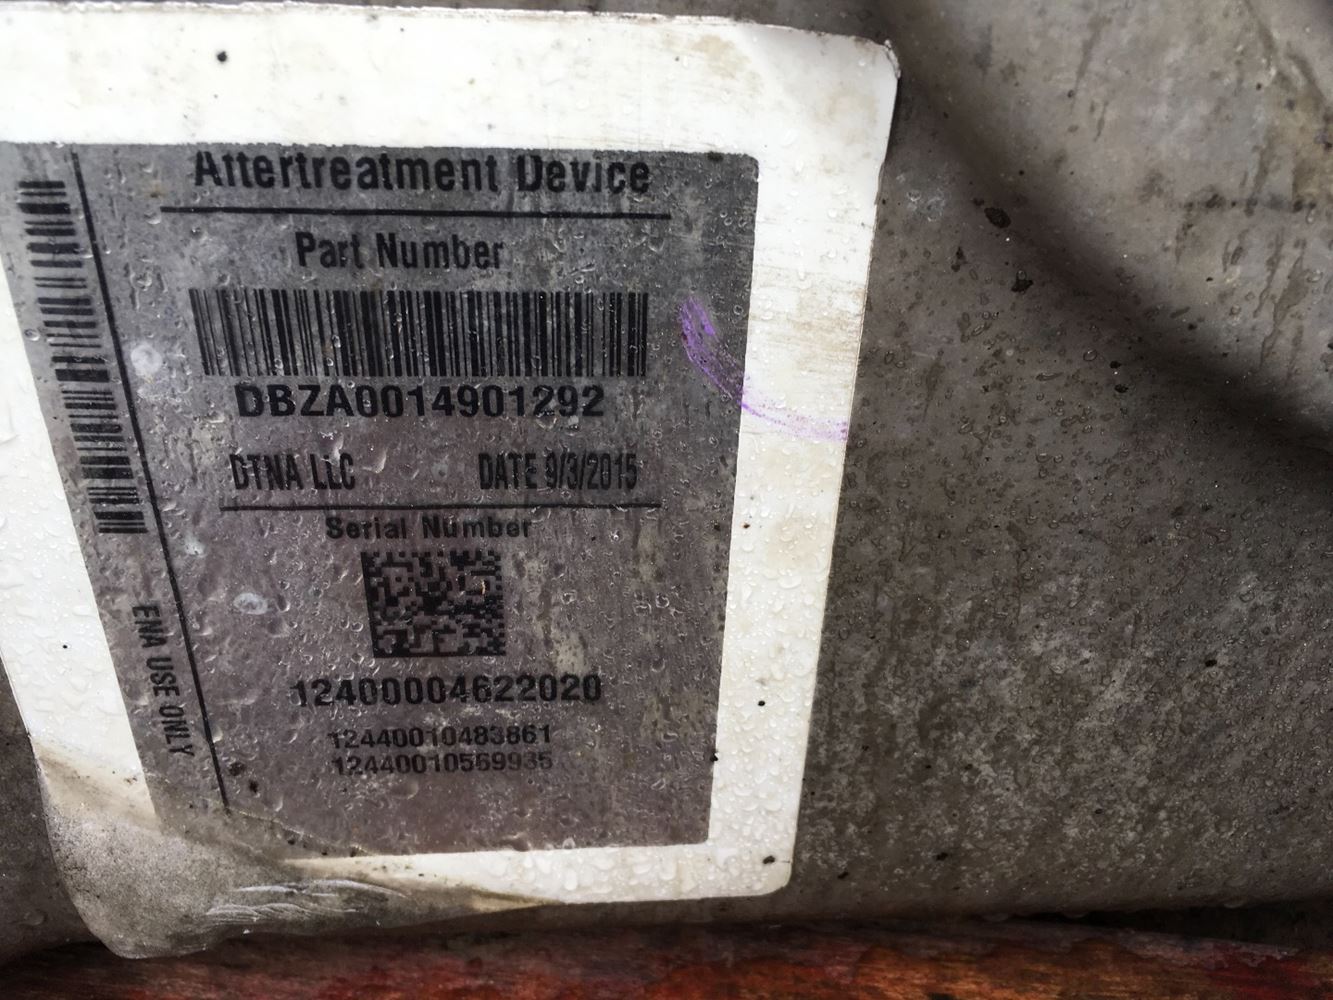 Aftertreatment Device
Part Number
DBZA0014901292
DTNA LLC DATE 9/3/2015
Serial Number
12400004622020
12440010483861
12440010569935
ENA USE ONLY